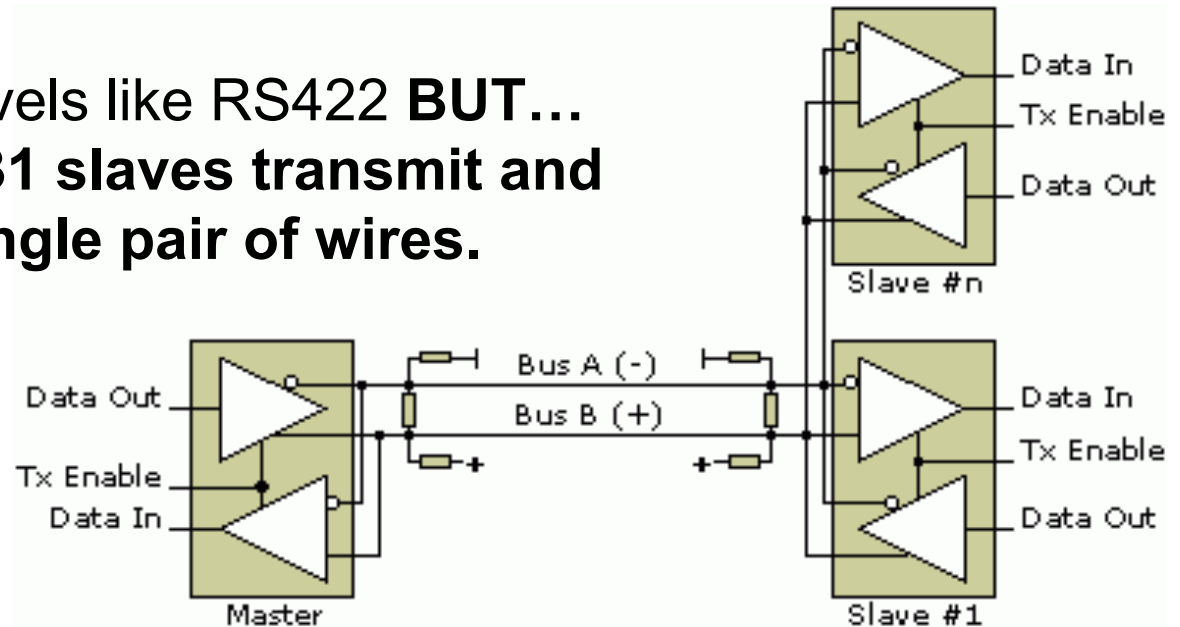 vels like RS422 BUT…
31 slaves transmit and
ngle pair of wires.
Data In
Tx Enable
Data Out
Slave #n
Data Out
Tx Enable
Data In
Master
Bus A (-)
Bus B (+)
+
+
Data In
Tx Enable
Data Out
Slave #1